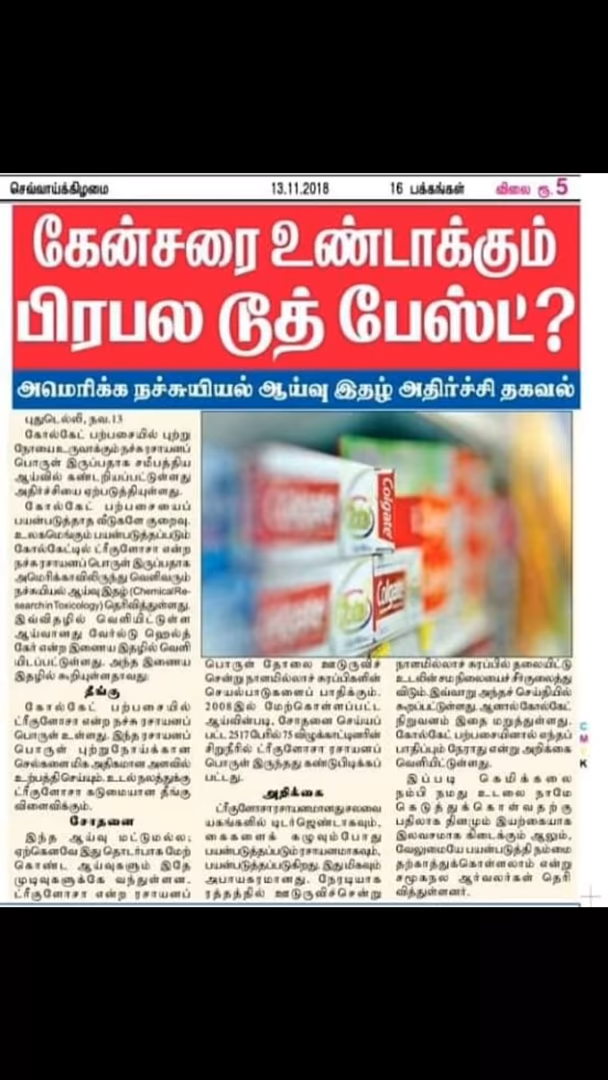 செவ்வாய்க்கிழமை 13.11.2018 16 பக்கங்கள் விலை ரூ.5
கேன்சரை உண்டாக்கும்
பிரபல டூத் பேஸ்ட்?
அமெரிக்க நச்சுயியல் ஆய்வு இதழ் அதிர்ச்சி தகவல்
புதுடெல்லி, நவ.13
கோல்கேட் பற்பசையில் புற்று
நோயை உருவாக்கும் நச்சு ரசாயன
பொருள் இருப்பதாக சமீபத்திய
ஆய்வில் கண்டறியப்பட்டுள்ளது
அதிர்ச்சியை ஏற்படுத்தியுள்ளது.
கோல்கேட் பற்பசையைப்
பயன்படுத்தாத வீடுகளே குறைவு.
உலகமெங்கும் பயன்படுத்தப்படும்
கோல்கேட்டில் ட்ரீகுளோசா என்ற
நச்சு ரசாயனப் பொருள் இருப்பதாக
அமெரிக்காவிலிருந்து வெளிவரும்
நச்சுயியல் ஆய்வு இதழ் (Chemical Re-
search in Toxicology) தெரிவித்துள்ளது.
இவ்விதழில் வெளியிட்டுள்ள
ஆய்வானது வேர்ல்டு ஹெல்த்
கேர் என்ற இணைய இதழில் வெளி
யிடப்பட்டுள்ளது. அந்த இணைய
இதழில் கூறியுள்ளதாவது:
தீங்கு
கோல்கேட் பற்பசையில்
ட்ரீகுளோசா என்ற நச்சு ரசாயனப்
பொருள் உள்ளது. இந்த ரசாயனப்
பொருள் புற்றுநோய்க்கான
செல்களை மிக அதிகமான அளவில்
உற்பத்தி செய்யும். உடல் நலத்துக்கு
ட்ரீகுளோசா கடுமையான தீங்கு
விளைவிக்கும்.
சோதனை
இந்த ஆய்வு மட்டுமல்ல;
ஏற்கெனவே இது தொடர்பாக மேற்
கொண்ட ஆய்வுகளும் இதே
முடிவுகளுக்கே வந்துள்ளன.
ட்ரீகுளோசா என்ற ரசாயனப்
Colgate
Colgate
பொருள் தோலை ஊடுருவிச்
சென்று நாளமில்லாச் சுரப்பிகளின்
செயல்பாடுகளைப் பாதிக்கும்.
2008இல் மேற்கொள்ளப்பட்ட
ஆய்வின்படி, சோதனை செய்யப்
பட்ட 2517 பேரில் 75 விழுக்காட்டினரின்
சிறுநீரில் ட்ரீகுளோசா ரசாயனப்
பொருள் இருந்தது கண்டுபிடிக்கப்
பட்டது.
அறிக்கை
ட்ரீகுளோசா ரசாயனமானது சலவை
யகங்களில் டிடர்ஜெண்டாகவும்,
கைகளைக் கழுவும்போது
பயன்படுத்தப்படும் ரசாயனமாகவும்,
பயன்படுத்தப்படுகிறது. இது மிகவும்
அபாயகரமானது. நேரடியாக
ரத்தத்தில் ஊடுருவிச்சென்று
நாளமில்லாச் சுரப்பில் தலையிட்டு
உடலின் சமநிலையைச் சீர்குலைத்து
விடும். இவ்வாறு அந்தச் செய்தியில்
கூறப்பட்டுள்ளது. ஆனால் கோல்கேட்
நிறுவனம் இதை மறுத்துள்ளது.
கோல்கேட் பற்பசையினால் எந்தப்
பாதிப்பும் நேராது என்று அறிக்கை
வெளியிட்டுள்ளது.
இப்படி கெமிக்கலை
நம்பி நமது உடலை நாமே
கெடுத்துக்கொள்வதற்கு
பதிலாக தினமும் இயற்கையாக
இலவசமாக கிடைக்கும் ஆலும்,
வேலுமையே பயன்படுத்தி நம்மை
தற்காத்துக்கொள்ளலாம் என்று
சமூகநல ஆர்வலர்கள் தெரி
வித்துள்ளனர்.
C
M
K